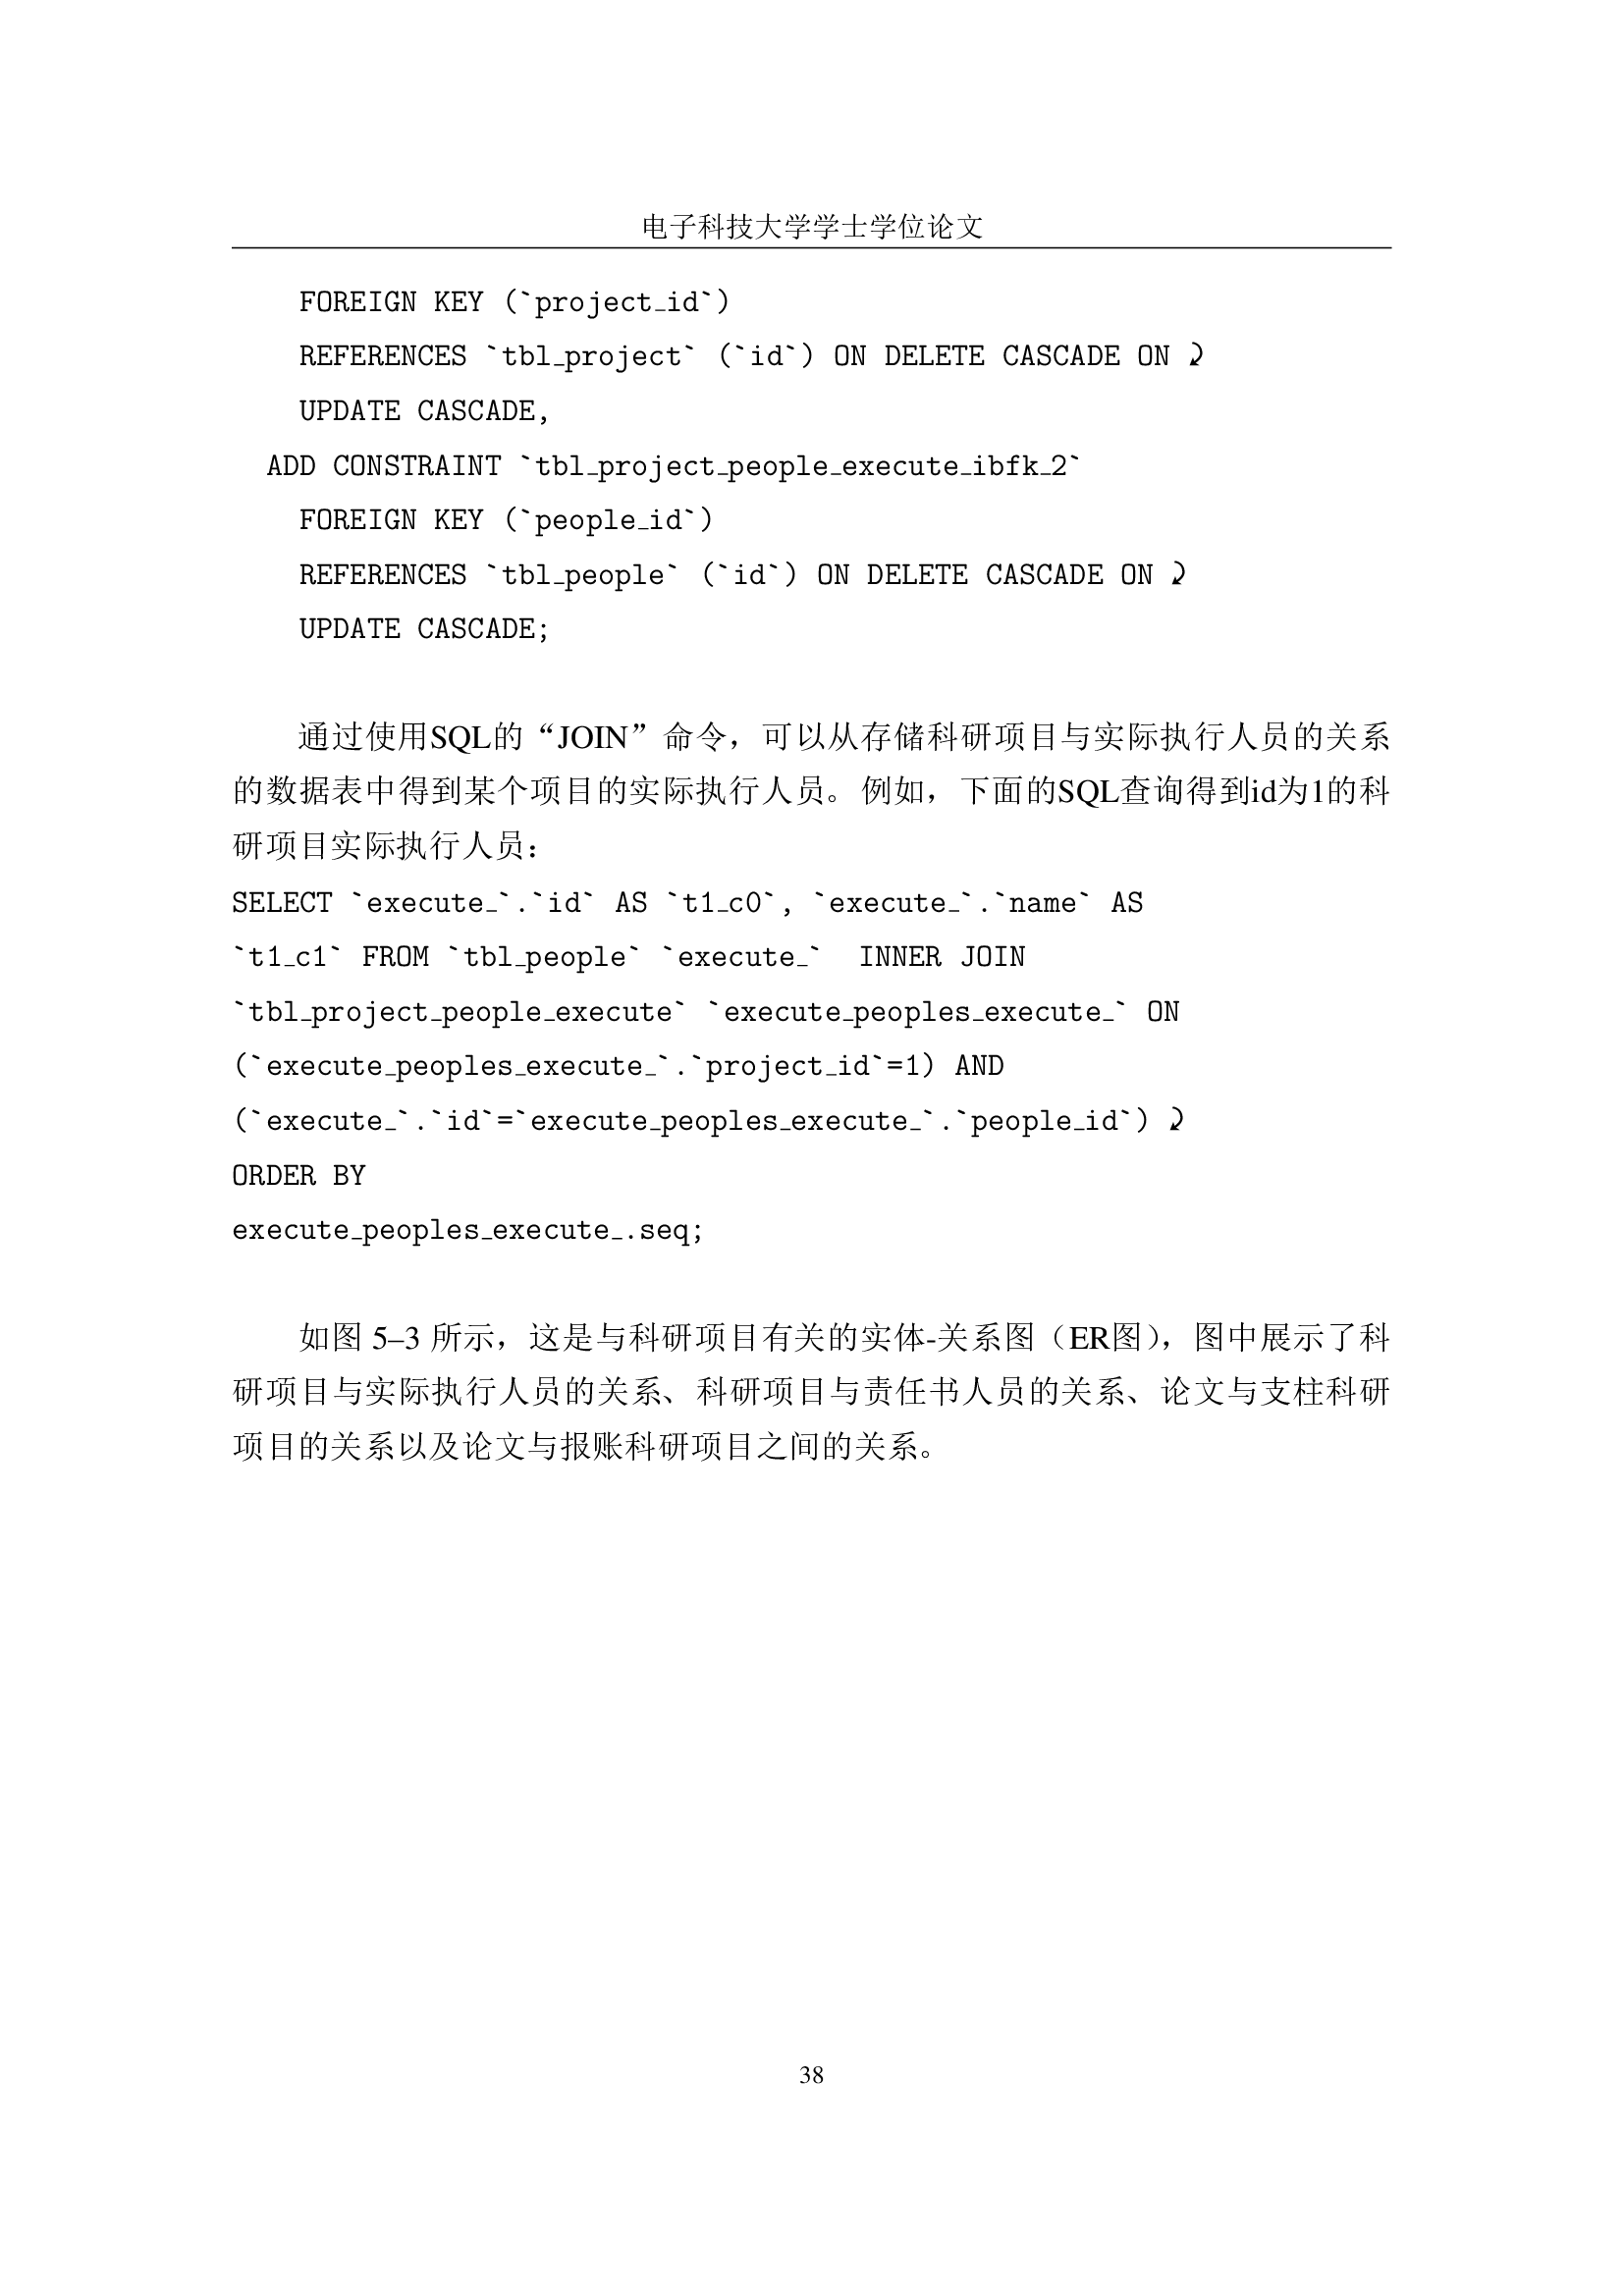 电子科技大学学士学位论文
    FOREIGN KEY (`project_id`)
    REFERENCES `tbl_project` (`id`) ON DELETE CASCADE ON ⤸
    UPDATE CASCADE,
  ADD CONSTRAINT `tbl_project_people_execute_ibfk_2`
    FOREIGN KEY (`people_id`)
    REFERENCES `tbl_people` (`id`) ON DELETE CASCADE ON ⤸
    UPDATE CASCADE;
通过使用SQL的“JOIN”命令，可以从存储科研项目与实际执行人员的关系
的数据表中得到某个项目的实际执行人员。例如，下面的SQL查询得到id为1的科
研项目实际执行人员：
SELECT `execute_`.`id` AS `t1_c0`, `execute_`.`name` AS
`t1_c1` FROM `tbl_people` `execute_`  INNER JOIN
`tbl_project_people_execute` `execute_peoples_execute_` ON
(`execute_peoples_execute_`.`project_id`=1) AND
(`execute_`.`id`=`execute_peoples_execute_`.`people_id`) ⤸
ORDER BY
execute_peoples_execute_.seq;
如图 5–3 所示，这是与科研项目有关的实体-关系图（ER图），图中展示了科
研项目与实际执行人员的关系、科研项目与责任书人员的关系、论文与支柱科研
项目的关系以及论文与报账科研项目之间的关系。
38